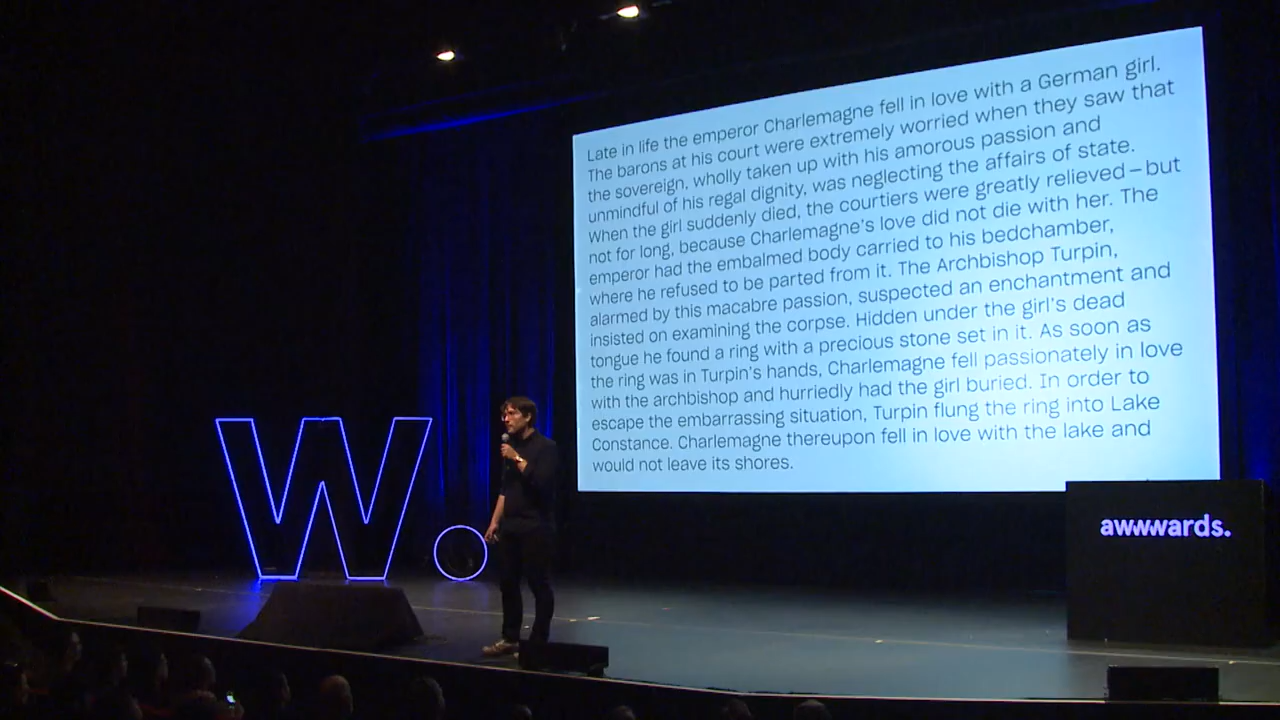 Late in life the emperor Charlemagne fell in love with a German girl.
The barons at his court were extremely worried when they saw that
the sovereign, wholly taken up with his amorous passion and
unmindful of his regal dignity, was neglecting the affairs of state.
When the girl suddenly died, the courtiers were greatly relieved – but
not for long, because Charlemagne's love did not die with her. The
emperor had the embalmed body carried to his bedchamber,
where he refused to be parted from it. The Archbishop Turpin,
alarmed by this macabre passion, suspected an enchantment and
insisted on examining the corpse. Hidden under the girl's dead
tongue he found a ring with a precious stone set in it. As soon as
the ring was in Turpin's hands, Charlemagne fell passionately in love
with the archbishop and hurriedly had the girl buried. In order to
escape the embarrassing situation, Turpin flung the ring into Lake
Constance. Charlemagne thereupon fell in love with the lake and
would not leave its shores.
W.
awwwards.